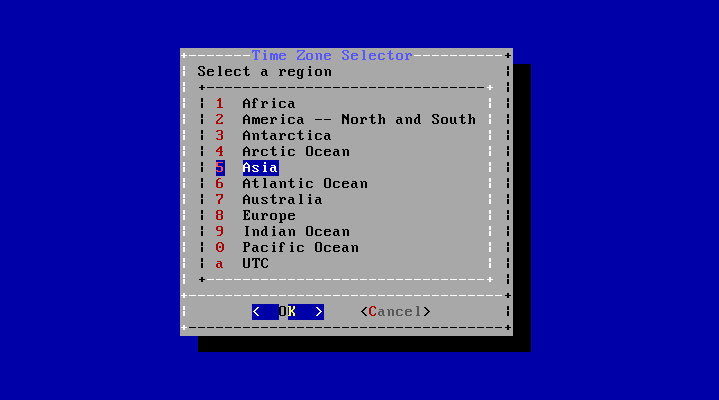 Time Zone Selector
Select a region
1 Africa
2 America -- North and South
3 Antarctica
4 Arctic Ocean
5 Asia
6 Atlantic Ocean
7 Australia
8 Europe
9 Indian Ocean
0 Pacific Ocean
a UTC
< OK > <Cancel>